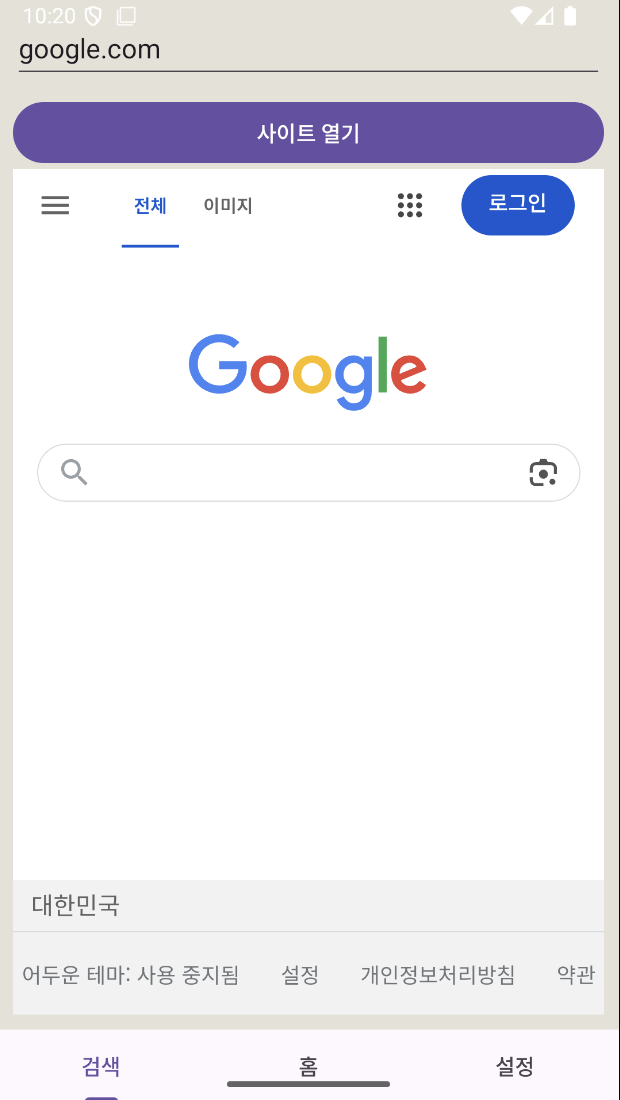 10:20
google.com
사이트 열기
전체 이미지 로그인
Google
대한민국
어두운 테마: 사용 중지됨 설정 개인정보처리방침 약관
검색 홈 설정